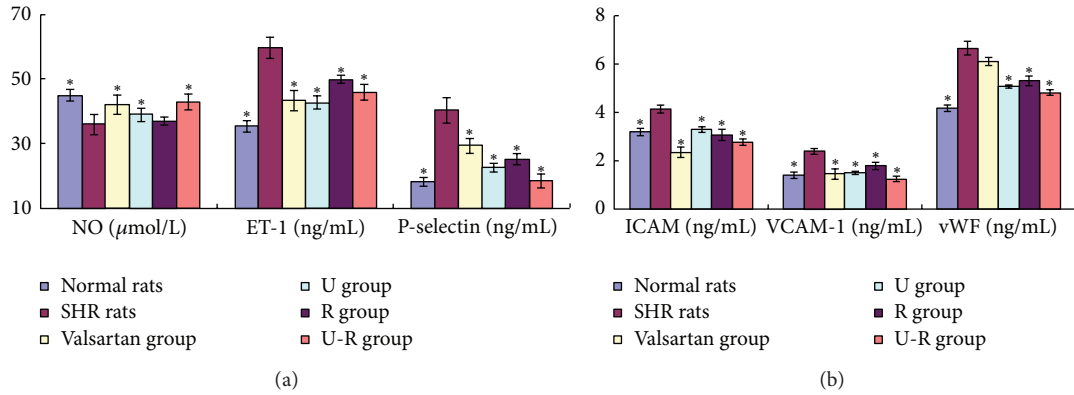 70
50
30
10
* * * *
* * * * *
* * * * *
NO (μmol/L) ET-1 (ng/mL) P-selectin (ng/mL)
Normal rats U group
SHR rats R group
Valsartan group U-R group
(a)
8
6
4
2
0
* * * * *
* * * * *
* * * *
ICAM (ng/mL) VCAM-1 (ng/mL) vWF (ng/mL)
Normal rats U group
SHR rats R group
Valsartan group U-R group
(b)